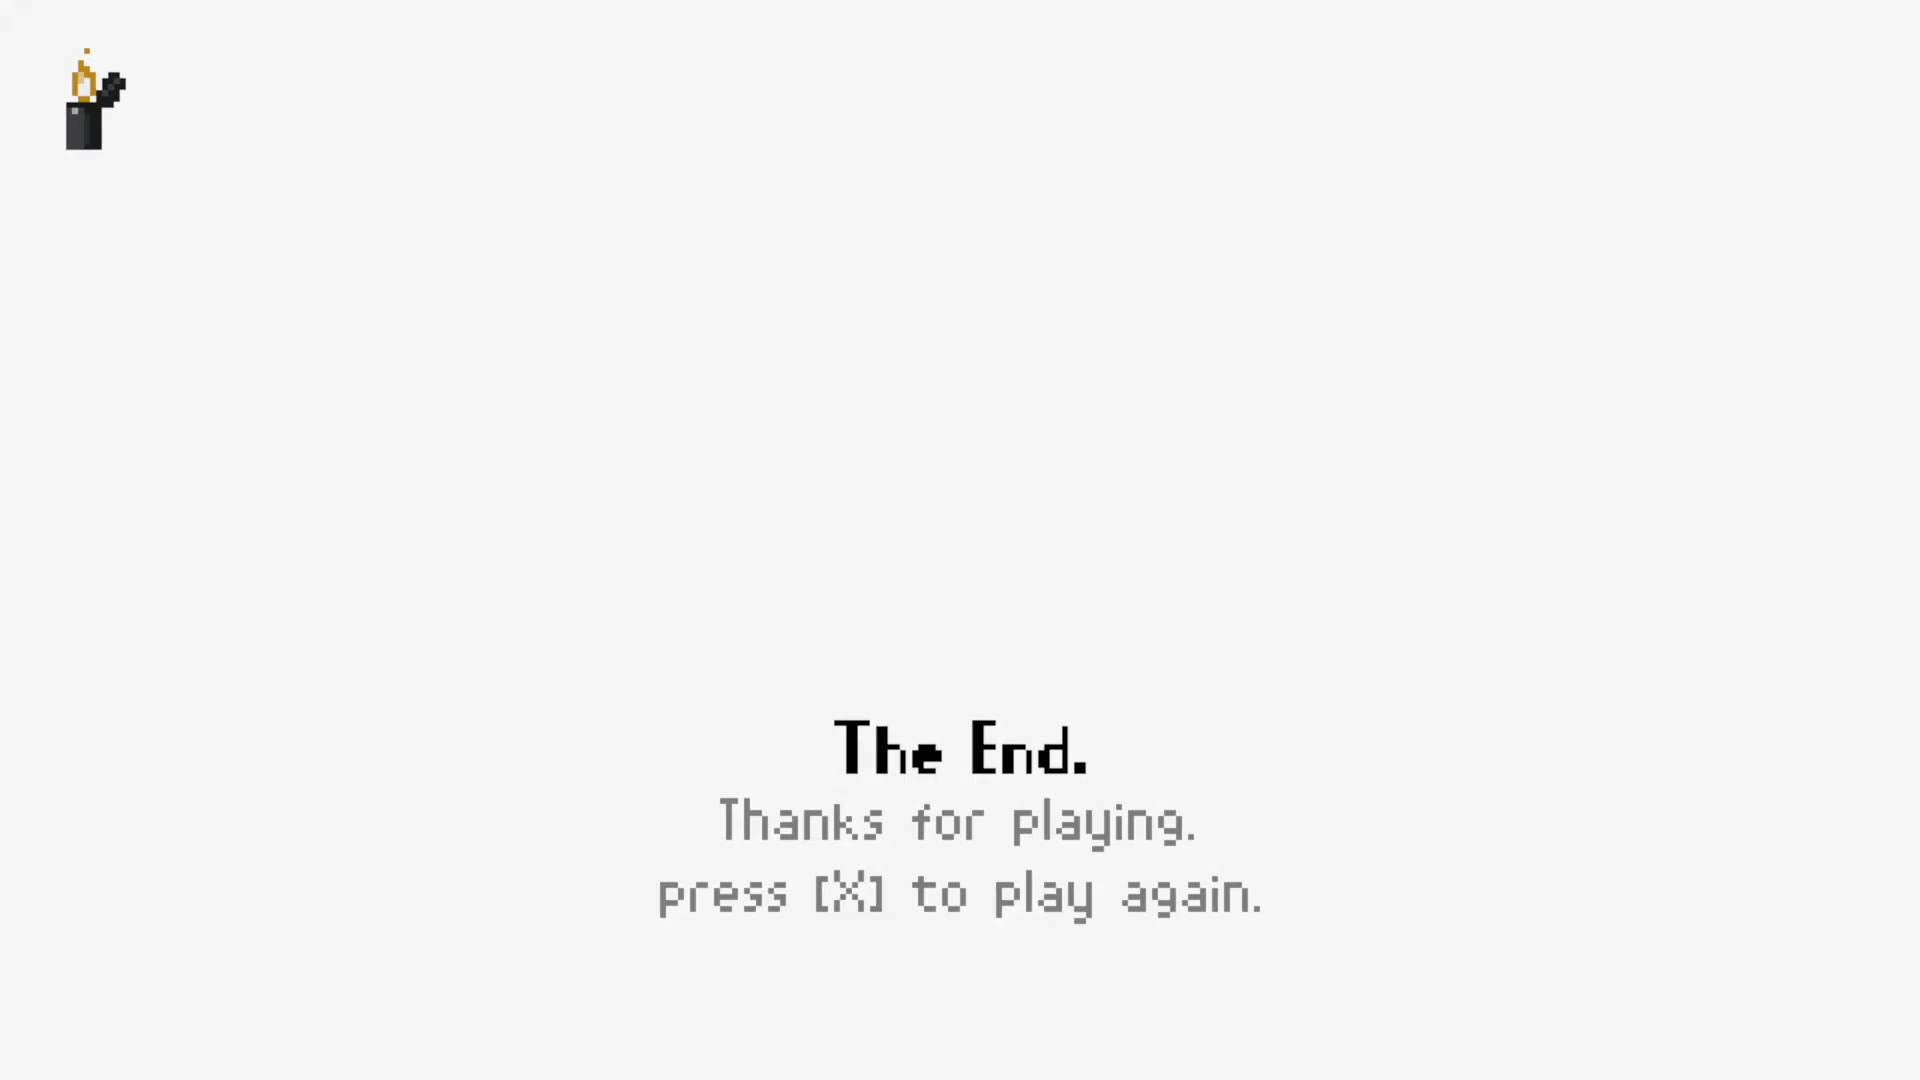 The End.
Thanks for playing.
press [X] to play again.